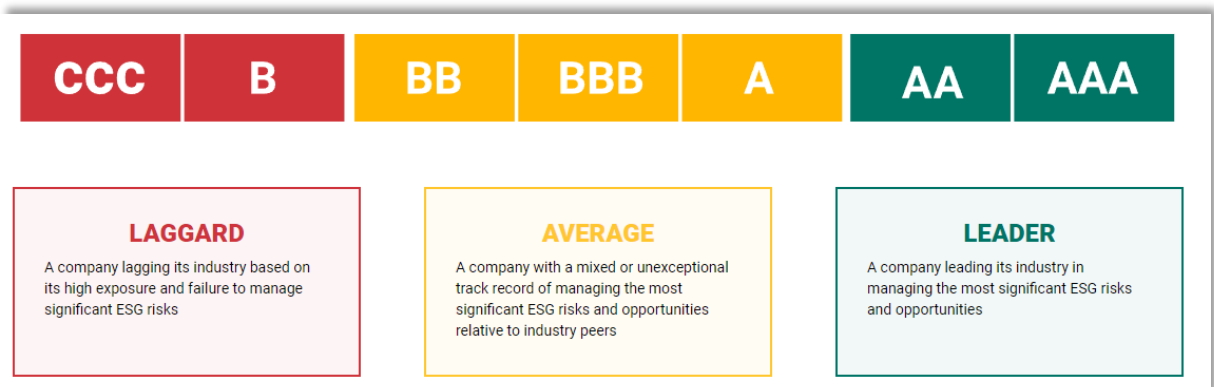 CCC B BB BBB A AA AAA
LAGGARD
A company lagging its industry based on
its high exposure and failure to manage
significant ESG risks
AVERAGE
A company with a mixed or unexceptional
track record of managing the most
significant ESG risks and opportunities
relative to industry peers
LEADER
A company leading its industry in
managing the most significant ESG risks
and opportunities